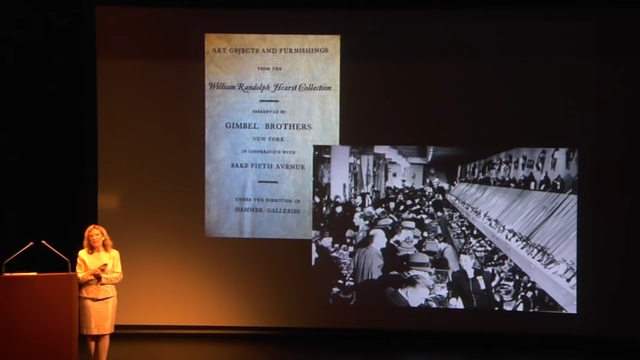 ART OBJECTS AND FURNISHINGS
FROM THE
William Randolph Hearst Collection
PRESENTED BY
GIMBEL BROTHERS
NEW YORK
IN COOPERATION WITH
SAKS FIFTH AVENUE
UNDER THE DIRECTION OF
HAMMER GALLERIES